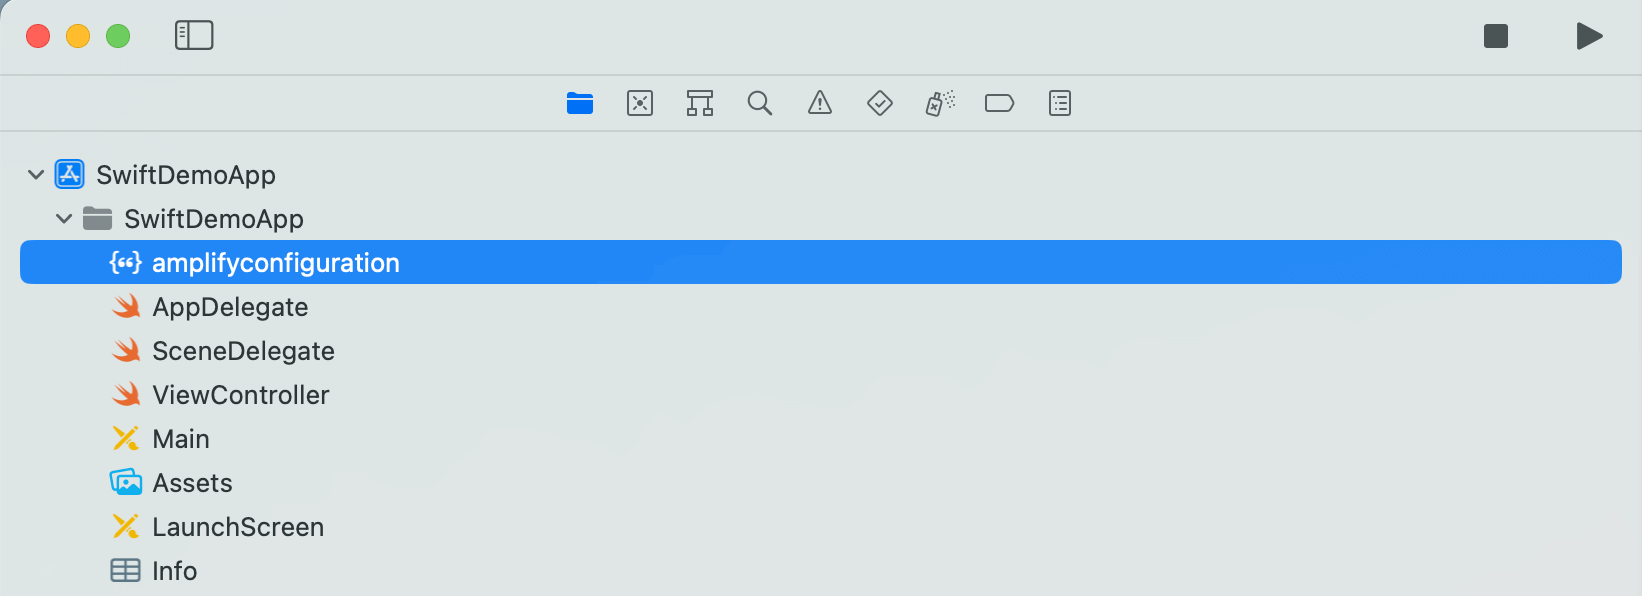 SwiftDemoApp
SwiftDemoApp
amplifyconfiguration
AppDelegate
SceneDelegate
ViewController
Main
Assets
LaunchScreen
Info